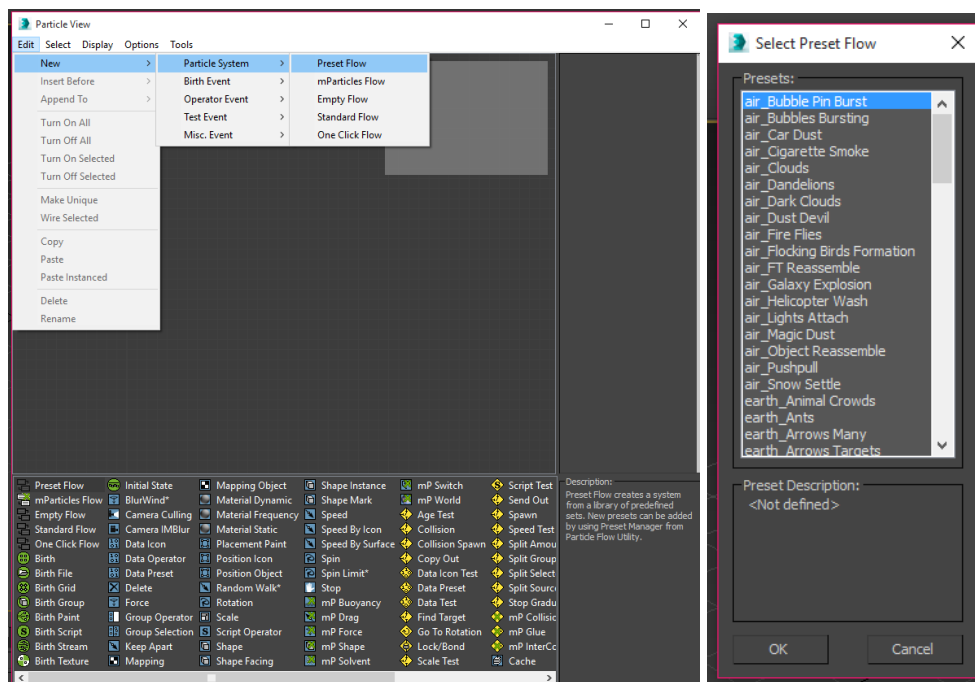 Particle View
Edit Select Display Options Tools
New
Insert Before
Append To
Turn On All
Turn Off All
Turn On Selected
Turn Off Selected
Make Unique
Wire Selected
Copy
Paste
Paste Instanced
Delete
Rename
Particle System
Birth Event
Operator Event
Test Event
Misc. Event
Preset Flow
mParticles Flow
Empty Flow
Standard Flow
One Click Flow
Preset Flow
mParticles Flow
Empty Flow
Standard Flow
One Click Flow
Birth
Birth File
Birth Grid
Birth Group
Birth Paint
Birth Script
Birth Stream
Birth Texture
Initial State
BlurWind*
Camera Culling
Camera IMBlur
Data Icon
Data Operator
Data Preset
Delete
Force
Group Operator
Group Selection
Keep Apart
Mapping
Mapping Object
Material Dynamic
Material Frequency
Material Static
Placement Paint
Position Icon
Position Object
Random Walk*
Rotation
Scale
Script Operator
Shape
Shape Facing
Shape Instance
Shape Mark
Speed
Speed By Icon
Speed By Surface
Spin
Spin Limit*
Stop
mP Buoyancy
mP Drag
mP Force
mP Shape
mP Solvent
mP Switch
mP World
Age Test
Collision
Collision Spawn
Copy Out
Data Icon Test
Data Preset
Data Test
Find Target
Go To Rotation
Lock/Bond
Scale Test
Script Test
Send Out
Spawn
Speed Test
Split Amou
Split Group
Split Select
Split Sourc
Stop Gradu
mP Collisic
mP Glue
mP InterCc
Cache
Description:
Preset Flow creates a system
from a library of predefined
sets. New presets can be added
by using Preset Manager from
Particle Flow Utility.
Select Preset Flow
Presets:
air_Bubble Pin Burst
air_Bubbles Bursting
air_Car Dust
air_Cigarette Smoke
air_Clouds
air_Dandelions
air_Dark Clouds
air_Dust Devil
air_Fire Flies
air_Flocking Birds Formation
air_FT Reassemble
air_Galaxy Explosion
air_Helicopter Wash
air_Lights Attach
air_Magic Dust
air_Object Reassemble
air_Pushpull
air_Snow Settle
earth_Animal Crowds
earth_Ants
earth_Arrows Many
earth_Arrows Targets
Preset Description:
<Not defined>
OK
Cancel